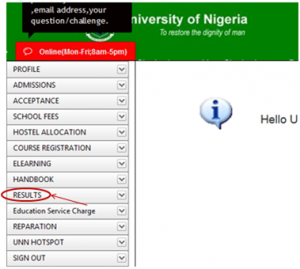 ,email address,your
question/challenge.
iversity of Nigeria
To restore the dignity of man
Online(Mon-Fri;8am-5pm)
PROFILE
ADMISSIONS
ACCEPTANCE
SCHOOL FEES
HOSTEL ALLOCATION
COURSE REGISTRATION
ELEARNING
HANDBOOK
RESULTS
Education Service Charge
REPARATION
UNN HOTSPOT
SIGN OUT
Hello U